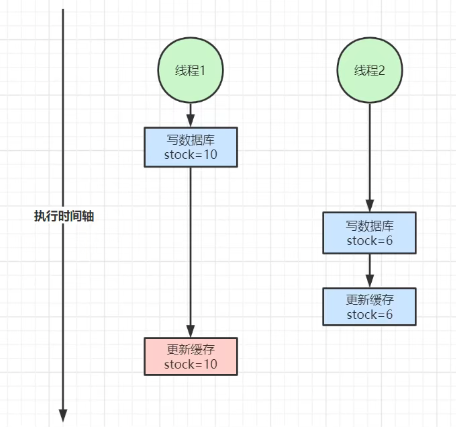 线程1
线程2
写数据库
stock=10
执行时间轴
写数据库
stock=6
更新缓存
stock=6
更新缓存
stock=10